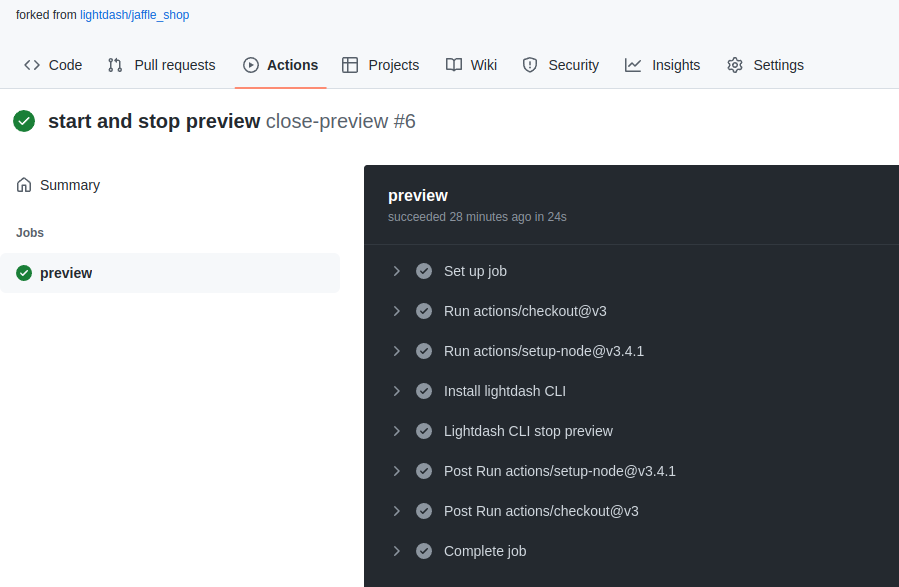 forked from lightdash/jaffle_shop
Code Pull requests Actions Projects Wiki Security Insights Settings
start and stop preview close-preview #6
Summary
Jobs
preview
preview
succeeded 28 minutes ago in 24s
Set up job
Run actions/checkout@v3
Run actions/setup-node@v3.4.1
Install lightdash CLI
Lightdash CLI stop preview
Post Run actions/setup-node@v3.4.1
Post Run actions/checkout@v3
Complete job